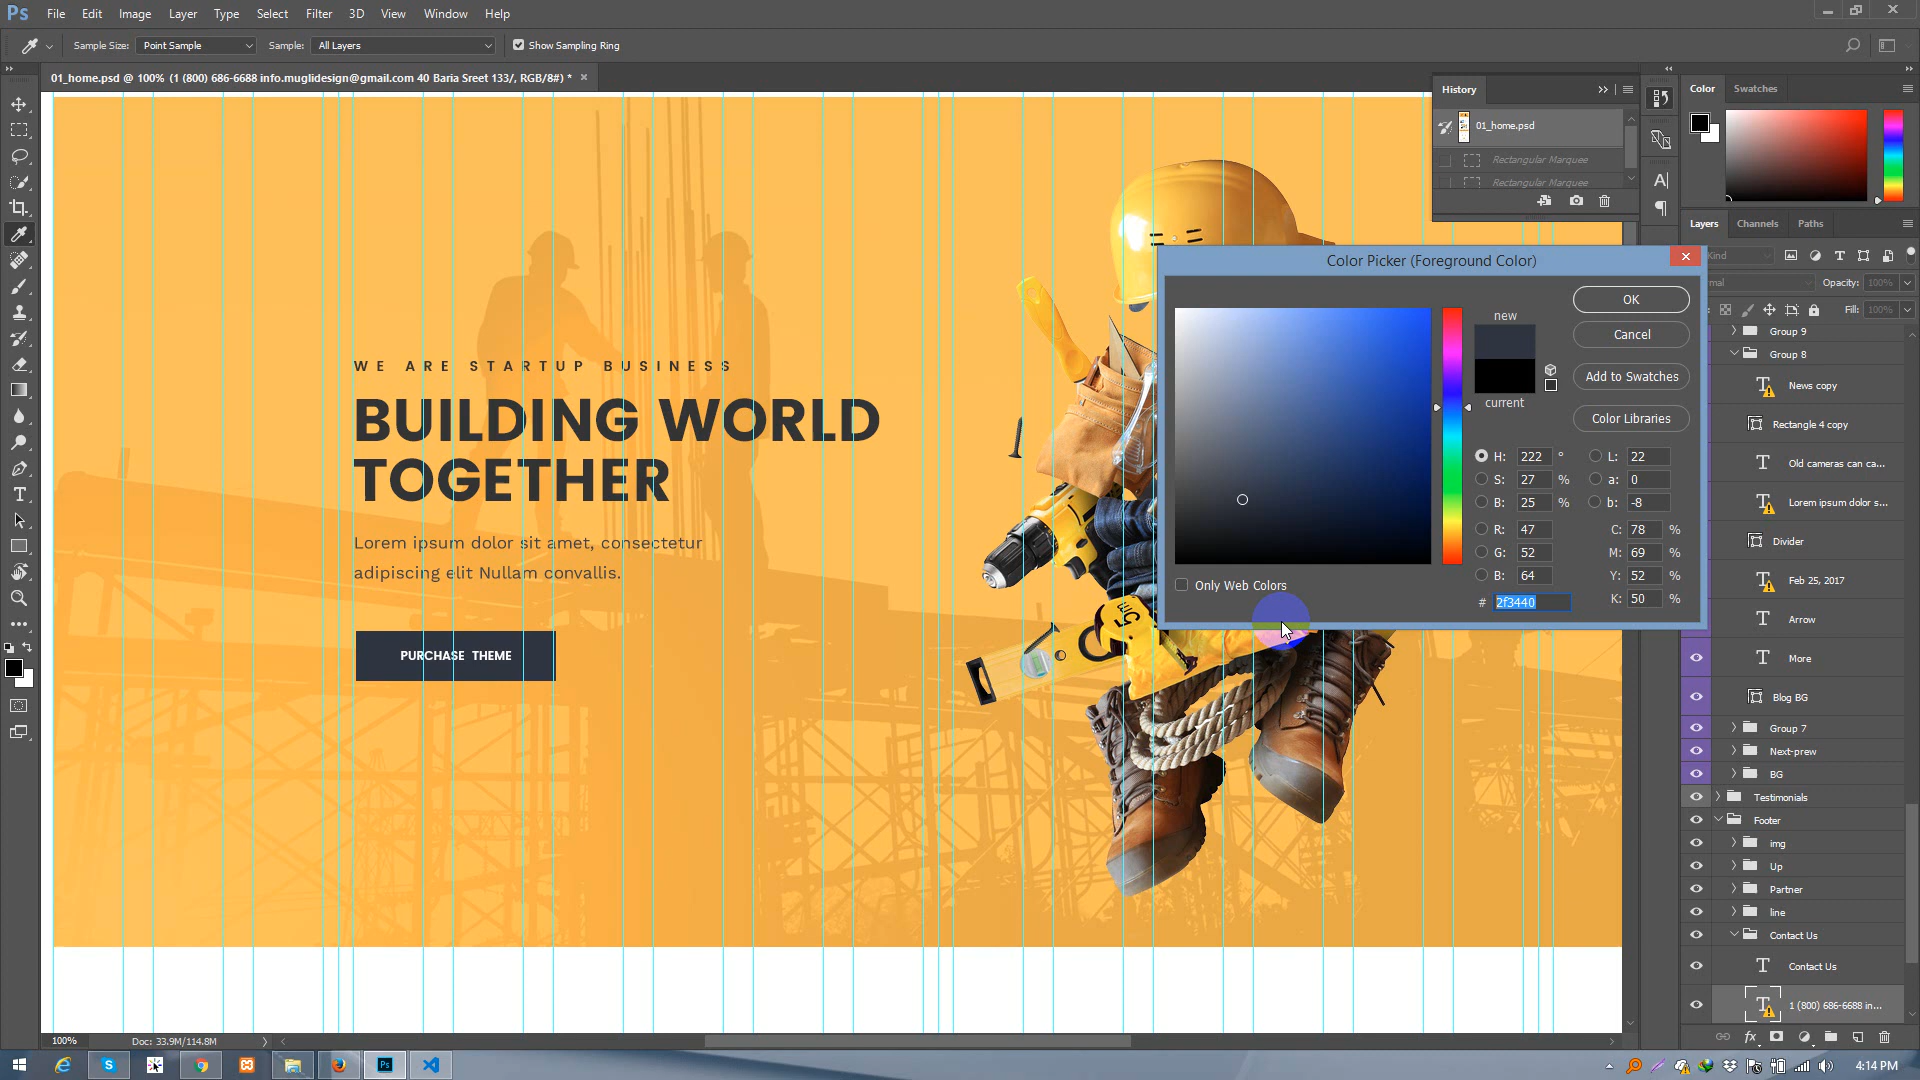 Ps File Edit Image Layer Type Select Filter 3D View Window Help
Sample Size: Point Sample Sample: All Layers Show Sampling Ring
01_home.psd @ 100% (1 (800) 686-6688 info.muglidesign@gmail.com 40 Baria Sreet 133/, RGB/8#) * ×
History
01_home.psd
Rectangular Marquee
Rectangular Marquee
Color Swatches
Layers Channels Paths
Kind
Opacity: 100%
Fill: 100%
WE ARE STARTUP BUSINESS
BUILDING WORLD
TOGETHER
Lorem ipsum dolor sit amet, consectetur
adipiscing elit Nullam convallis.
PURCHASE THEME
Color Picker (Foreground Color)
new
current
OK
Cancel
Add to Swatches
Color Libraries
H: 222 ° L: 22
S: 27 % a: 0
B: 25 % b: -8
R: 47 C: 78 %
G: 52 M: 69 %
B: 64 Y: 52 %
# 2f3440 K: 50 %
Only Web Colors
Group 9
Group 8
News copy
Rectangle 4 copy
Old cameras can ca...
Lorem ipsum dolor s...
Divider
Feb 25, 2017
Arrow
More
Blog BG
Group 7
Next-prew
BG
Testimonials
Footer
img
Up
Partner
line
Contact Us
Contact Us
1 (800) 686-6688 in...
100% Doc: 33.9M/114.8M
4:14 PM